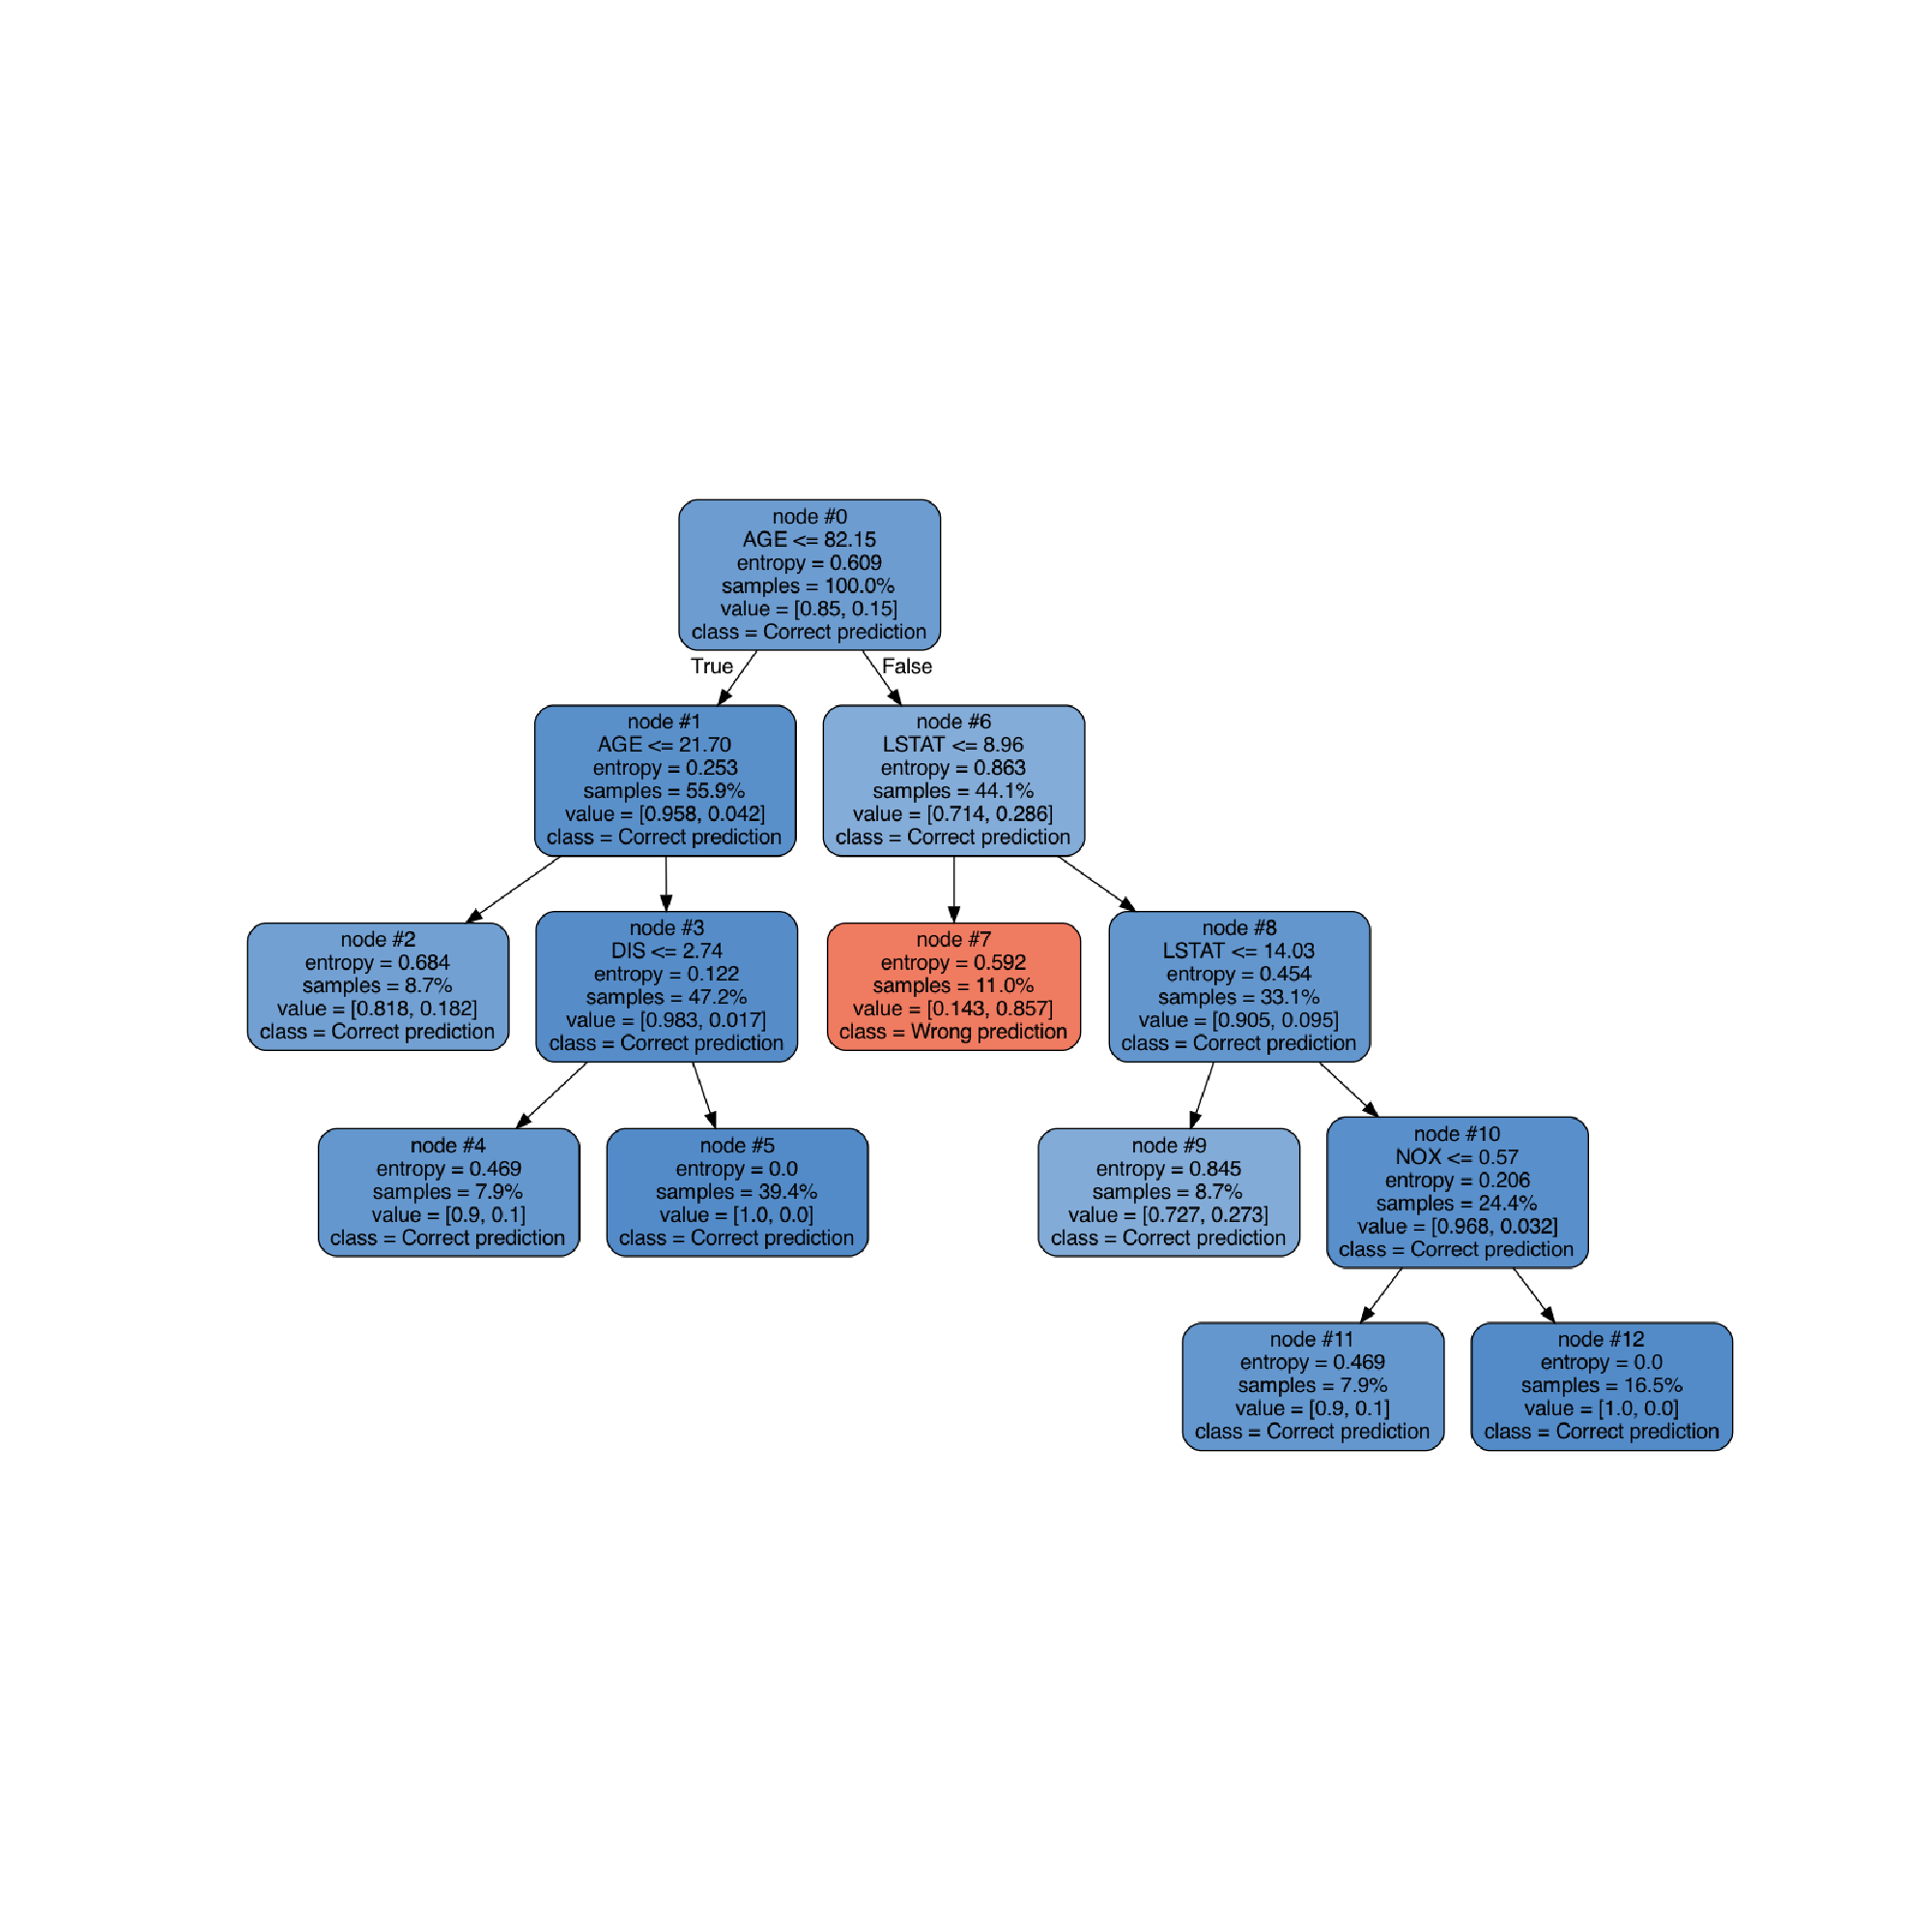 node #0
AGE <= 82.15
entropy = 0.609
samples = 100.0%
value = [0.85, 0.15]
class = Correct prediction
True
False
node #1
AGE <= 21.70
entropy = 0.253
samples = 55.9%
value = [0.958, 0.042]
class = Correct prediction
node #6
LSTAT <= 8.96
entropy = 0.863
samples = 44.1%
value = [0.714, 0.286]
class = Correct prediction
node #2
entropy = 0.684
samples = 8.7%
value = [0.818, 0.182]
class = Correct prediction
node #3
DIS <= 2.74
entropy = 0.122
samples = 47.2%
value = [0.983, 0.017]
class = Correct prediction
node #7
entropy = 0.592
samples = 11.0%
value = [0.143, 0.857]
class = Wrong prediction
node #8
LSTAT <= 14.03
entropy = 0.454
samples = 33.1%
value = [0.905, 0.095]
class = Correct prediction
node #4
entropy = 0.469
samples = 7.9%
value = [0.9, 0.1]
class = Correct prediction
node #5
entropy = 0.0
samples = 39.4%
value = [1.0, 0.0]
class = Correct prediction
node #9
entropy = 0.845
samples = 8.7%
value = [0.727, 0.273]
class = Correct prediction
node #10
NOX <= 0.57
entropy = 0.206
samples = 24.4%
value = [0.968, 0.032]
class = Correct prediction
node #11
entropy = 0.469
samples = 7.9%
value = [0.9, 0.1]
class = Correct prediction
node #12
entropy = 0.0
samples = 16.5%
value = [1.0, 0.0]
class = Correct prediction